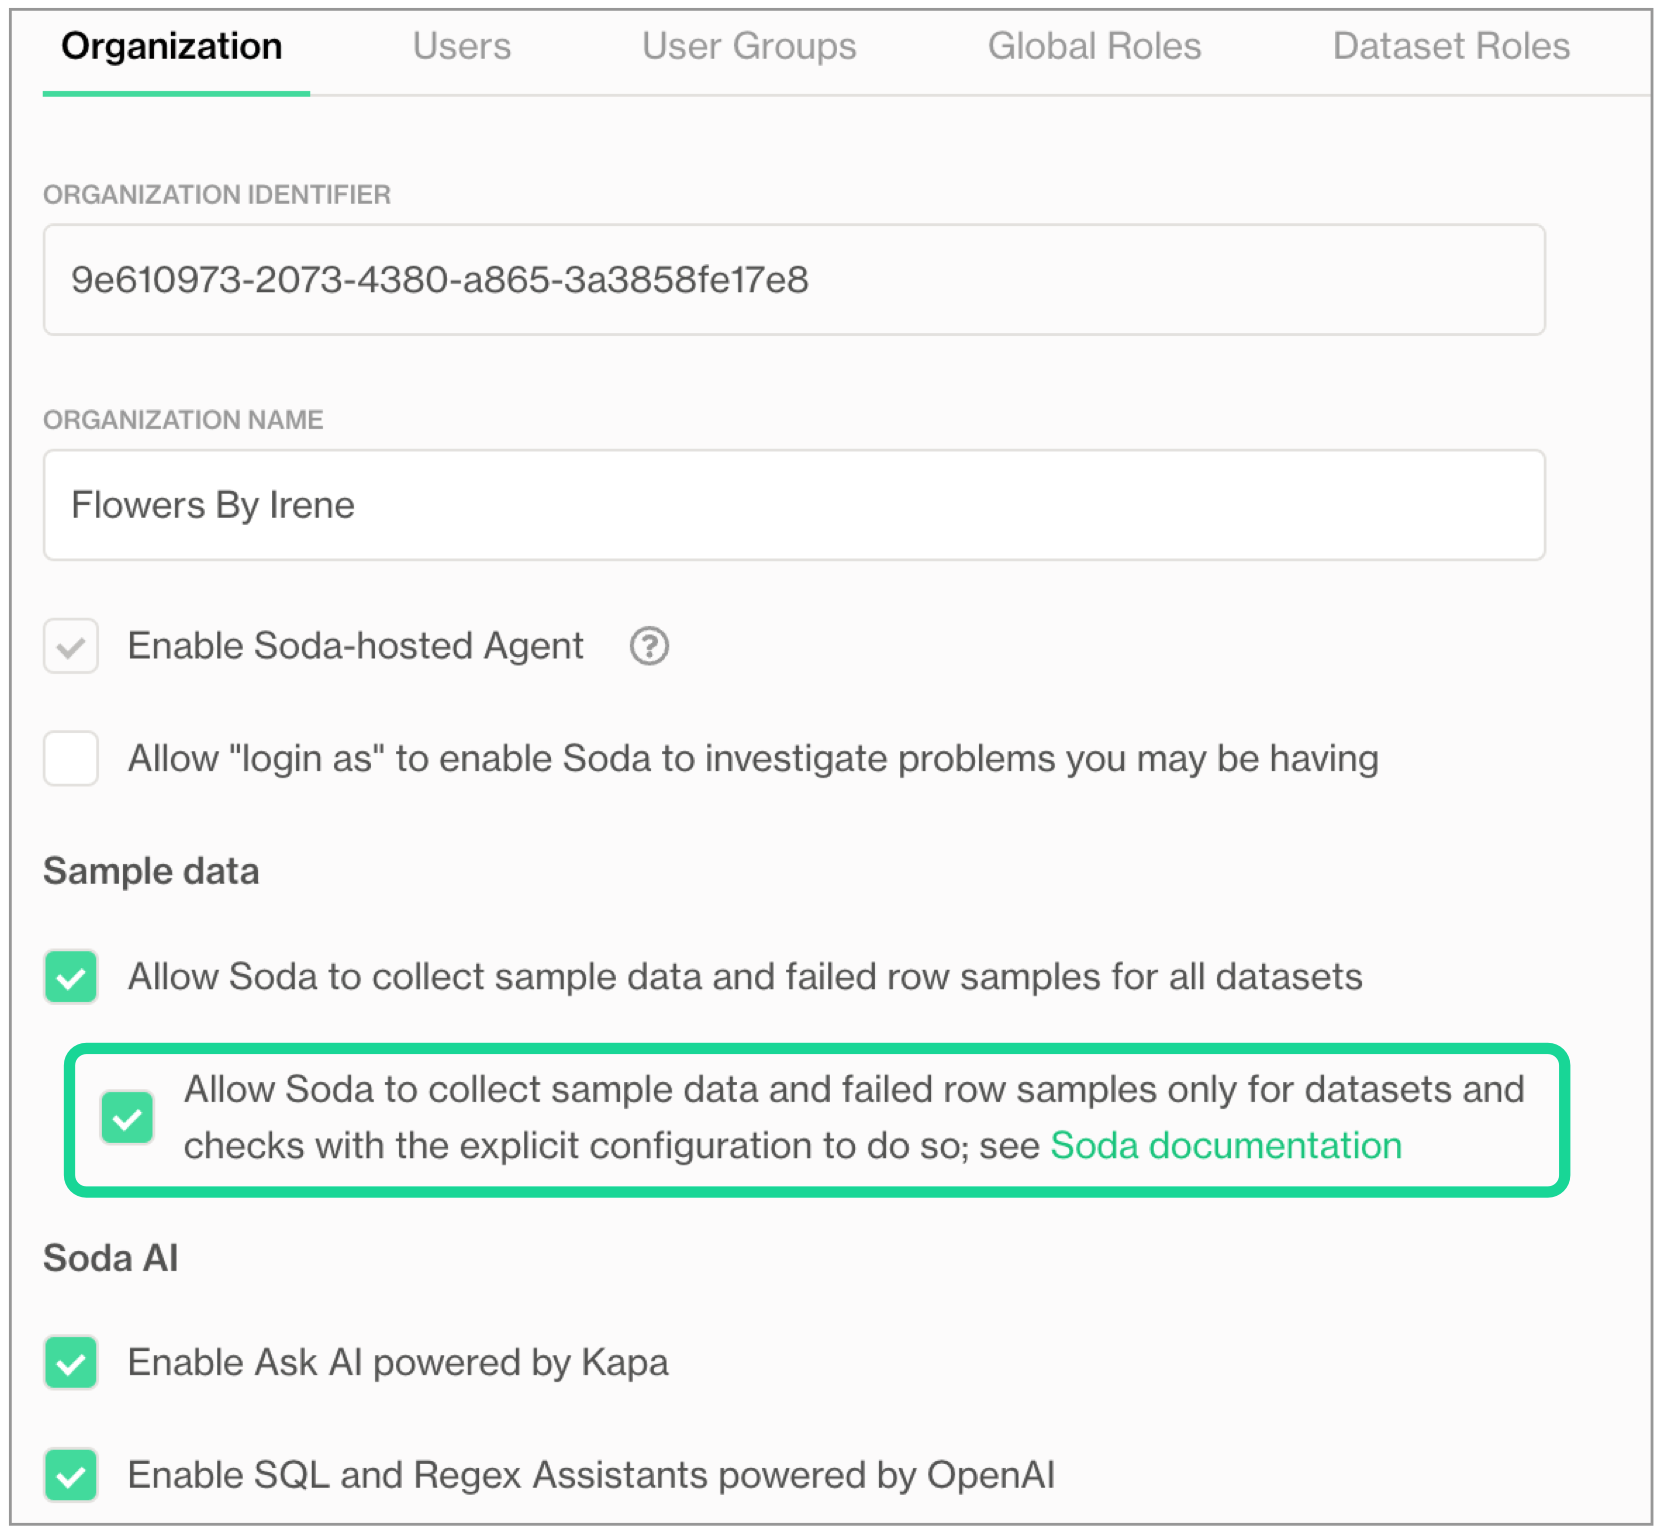 Organization Users User Groups Global Roles Dataset Roles
ORGANIZATION IDENTIFIER
9e610973-2073-4380-a865-3a3858fe17e8
ORGANIZATION NAME
Flowers By Irene
Enable Soda-hosted Agent ?
Allow "login as" to enable Soda to investigate problems you may be having
Sample data
Allow Soda to collect sample data and failed row samples for all datasets
Allow Soda to collect sample data and failed row samples only for datasets and
checks with the explicit configuration to do so; see Soda documentation
Soda AI
Enable Ask AI powered by Kapa
Enable SQL and Regex Assistants powered by OpenAI